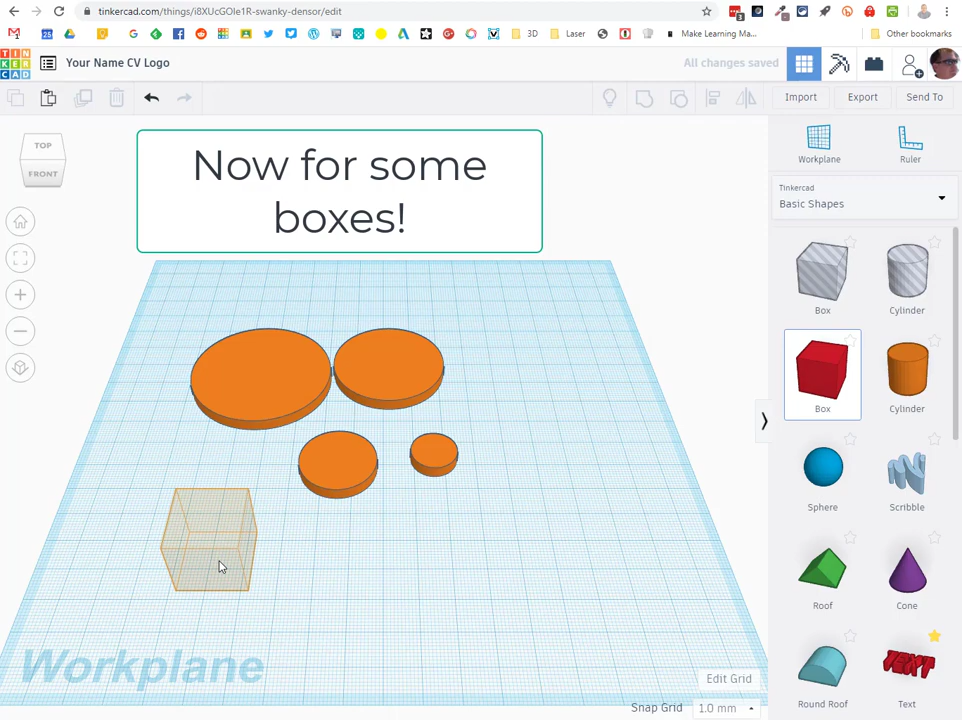 tinkercad.com/things/i8XUcGOle1R-swanky-densor/edit
3D
Laser
Make Learning Ma...
Other bookmarks
TIN
KER
CAD
Your Name CV Logo
All changes saved
Import
Export
Send To
TOP
FRONT
Now for some
boxes!
Workplane
Ruler
Tinkercad
Basic Shapes
Box
Cylinder
Box
Cylinder
Sphere
Scribble
Roof
Cone
TEXT
Round Roof
Text
Workplane
Edit Grid
Snap Grid
1.0 mm